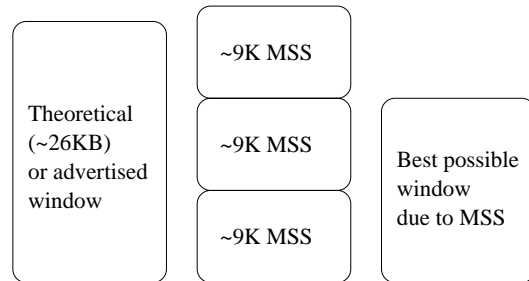 Theoretical
(~26KB)
or advertised
window
~9K MSS
~9K MSS
~9K MSS
Best possible
window
due to MSS